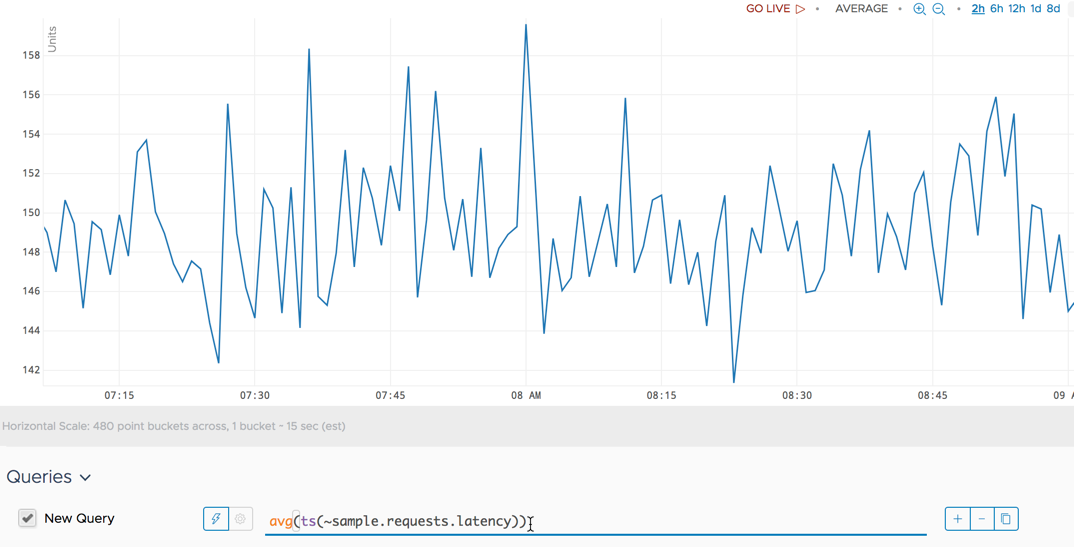 GO LIVE ▷ • AVERAGE • • 2h 6h 12h 1d 8d
Units
158
156
154
152
150
148
146
144
142
07:15 07:30 07:45 08 AM 08:15 08:30 08:45 09 A
Horizontal Scale: 480 point buckets across, 1 bucket ~ 15 sec (est)
Queries
New Query avg(ts(~sample.requests.latency)) + −